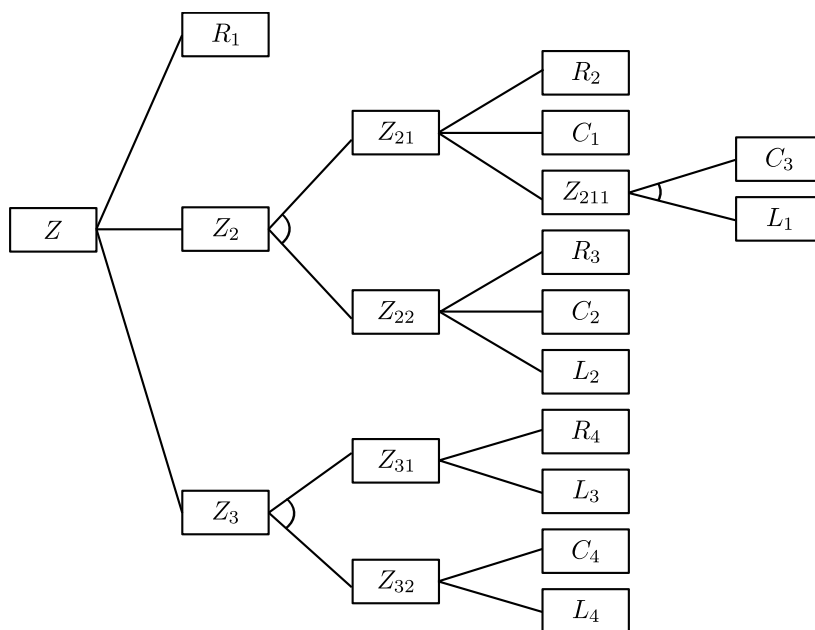 R₁
R₂
Z₂₁
C₁
C₃
Z₂₁₁
L₁
Z
Z₂
R₃
Z₂₂
C₂
L₂
R₄
Z₃₁
L₃
Z₃
C₄
Z₃₂
L₄